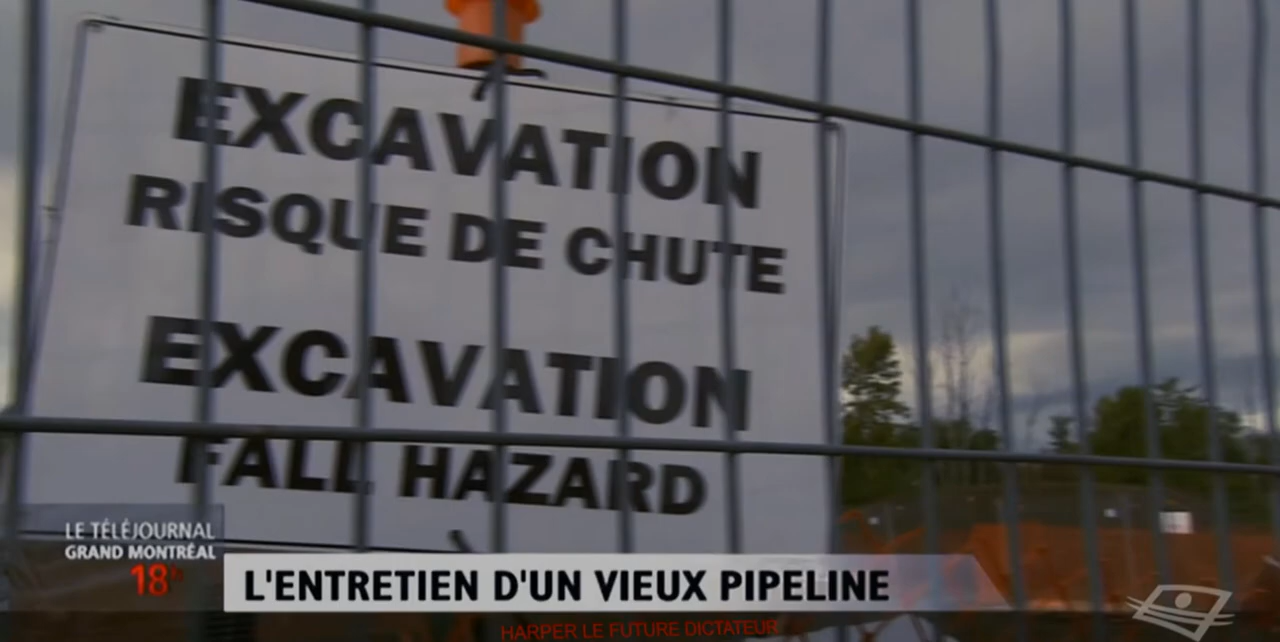 EXCAVATION
RISQUE DE CHUTE
EXCAVATION
FALL HAZARD
LE TÉLÉJOURNAL
GRAND MONTRÉAL
18h
L'ENTRETIEN D'UN VIEUX PIPELINE
HARPER LE FUTURE DICTATEUR